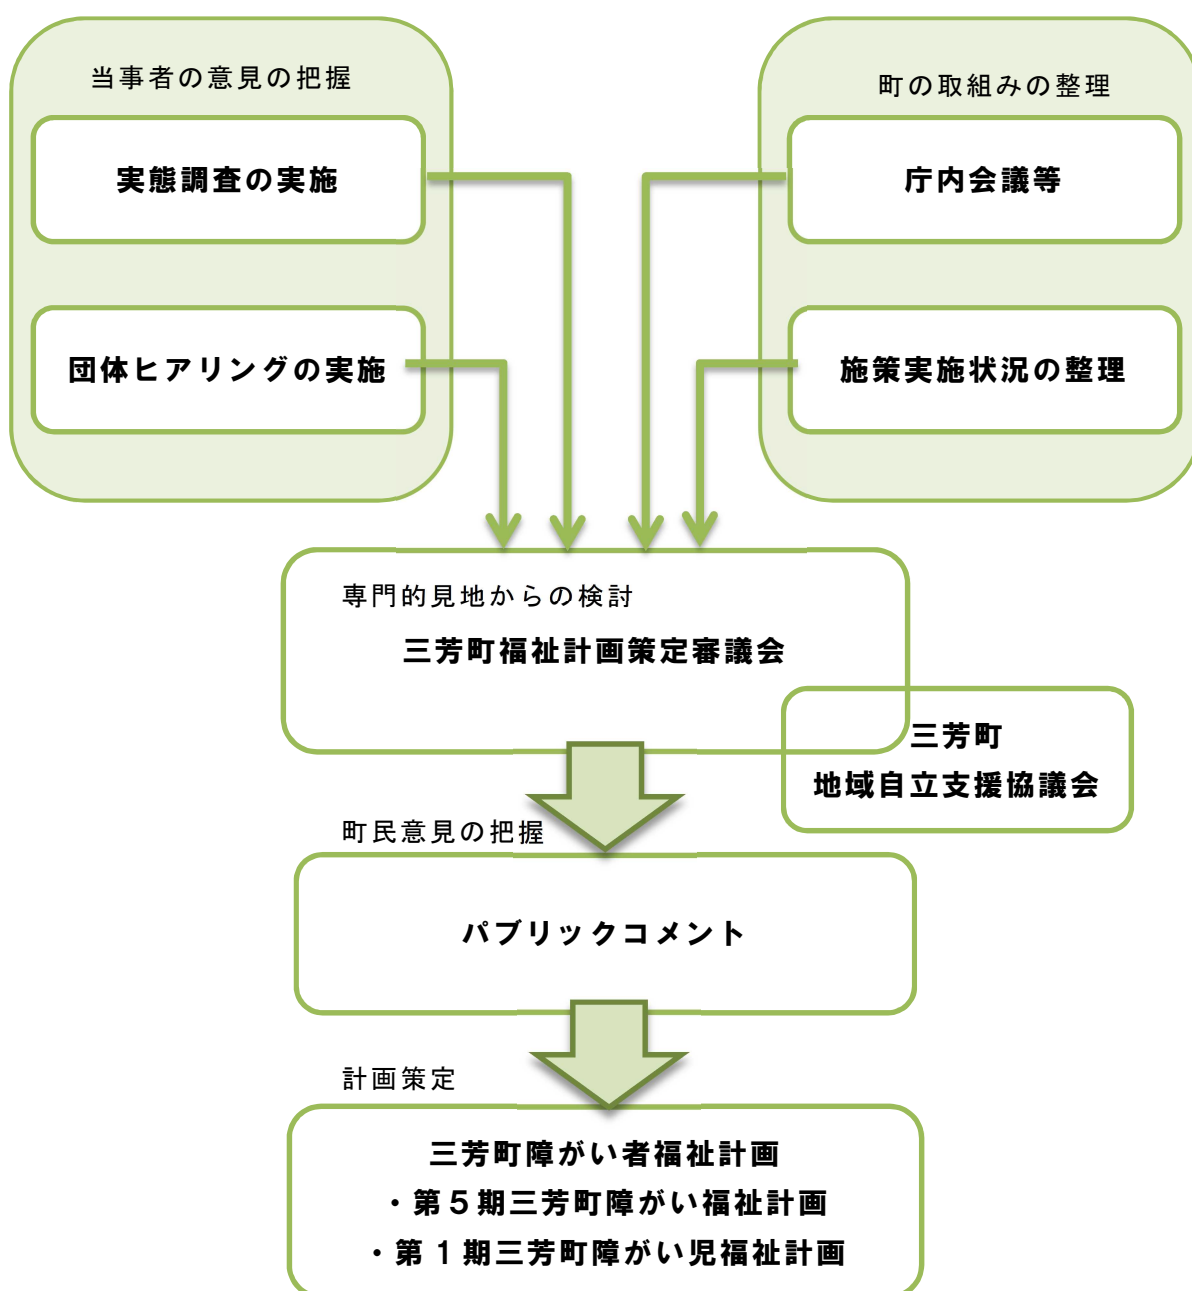 当事者の意見の把握
実態調査の実施
団体ヒアリングの実施
町の取組みの整理
庁内会議等
施策実施状況の整理
専門的見地からの検討
三芳町福祉計画策定審議会
三芳町
地域自立支援協議会
町民意見の把握
パブリックコメント
計画策定
三芳町障がい者福祉計画
・第５期三芳町障がい福祉計画
・第１期三芳町障がい児福祉計画